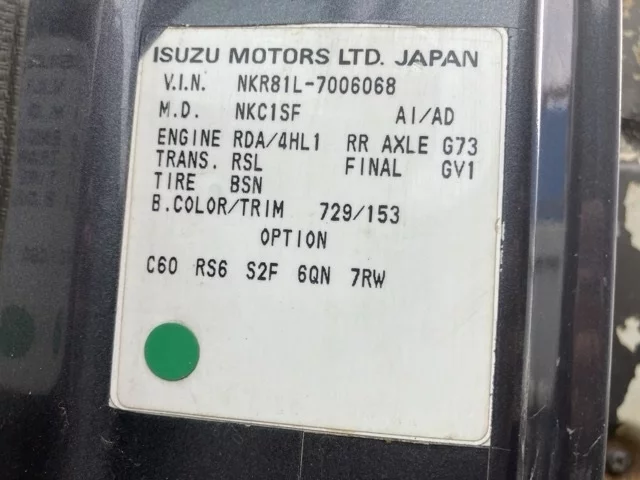 ISUZU MOTORS LTD. JAPAN
V.I.N. NKR81L-7006068
M.D. NKC1SF AI/AD
ENGINE RDA/4HL1 RR AXLE G73
TRANS. RSL FINAL GV1
TIRE BSN
B.COLOR/TRIM 729/153
OPTION
C60 RS6 S2F 6QN 7RW